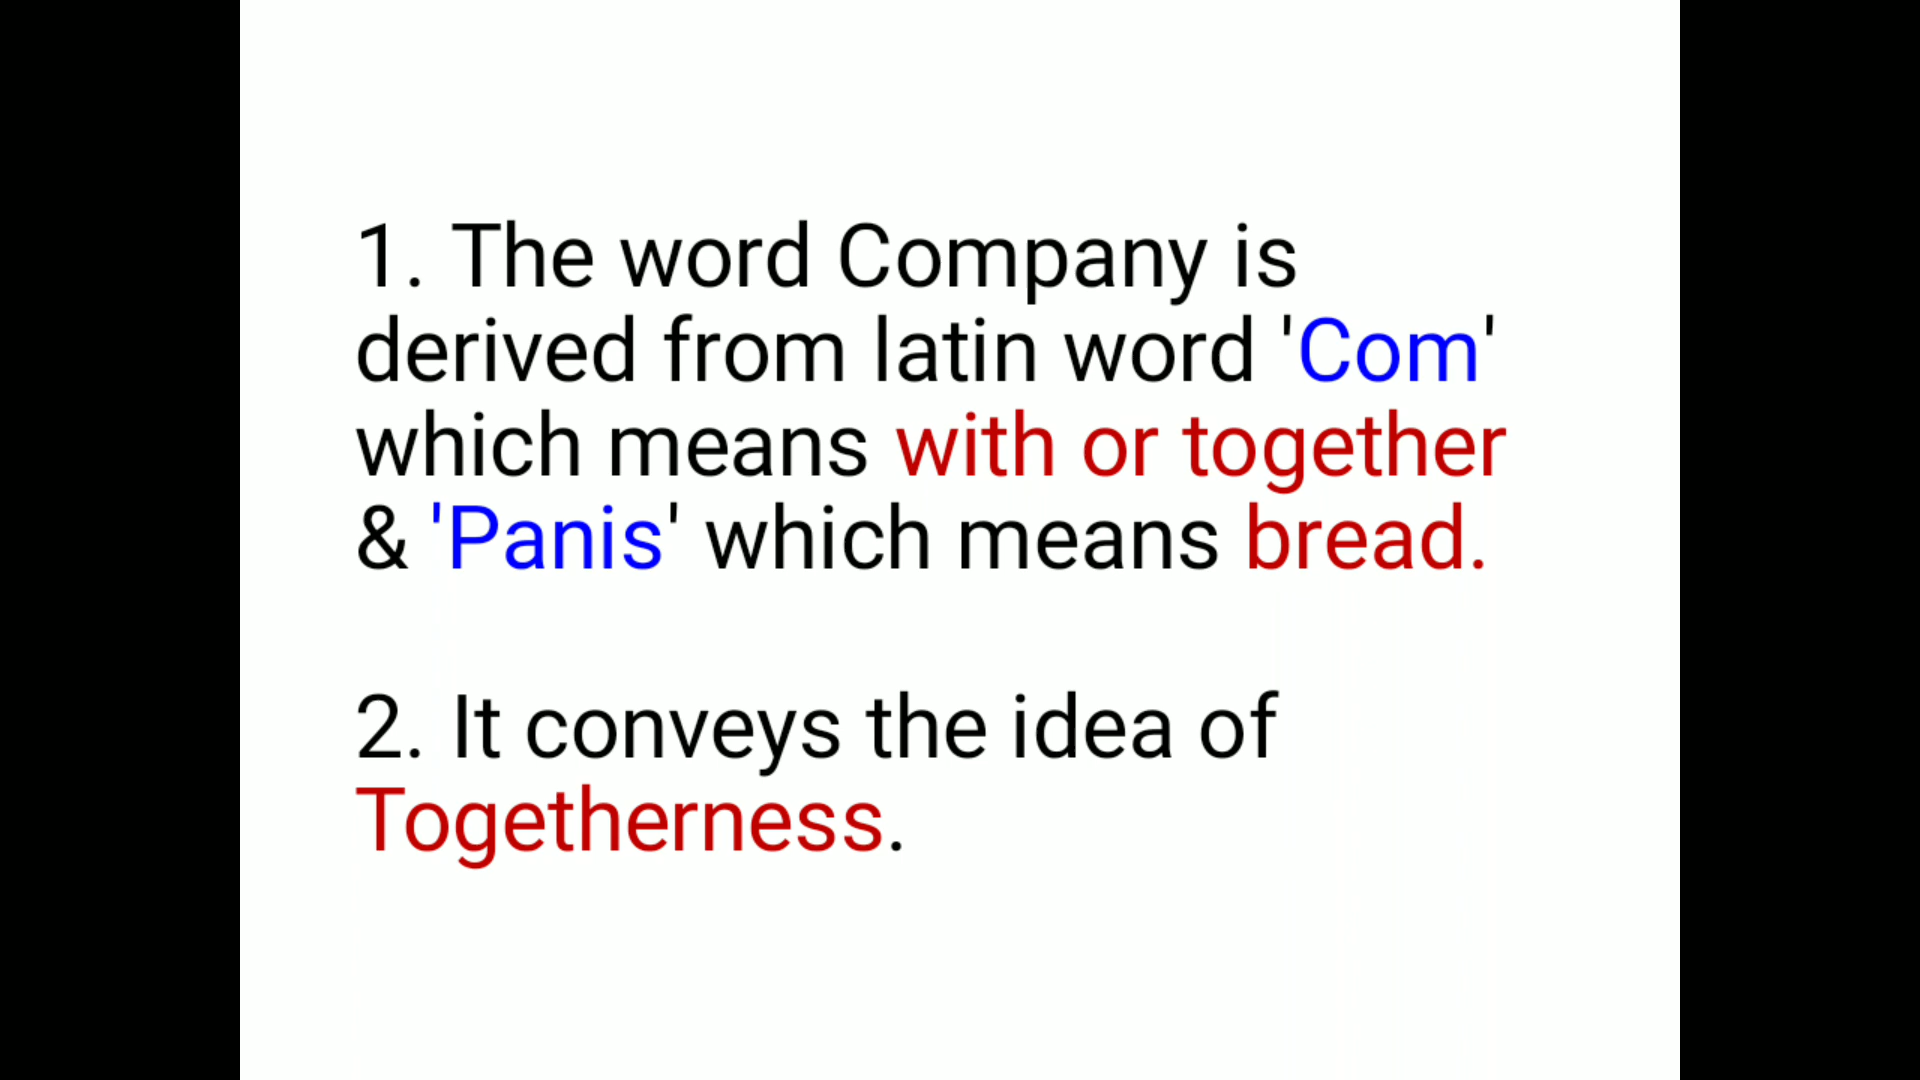 1. The word Company is
derived from latin word 'Com'
which means with or together
& 'Panis' which means bread.
2. It conveys the idea of
Togetherness.